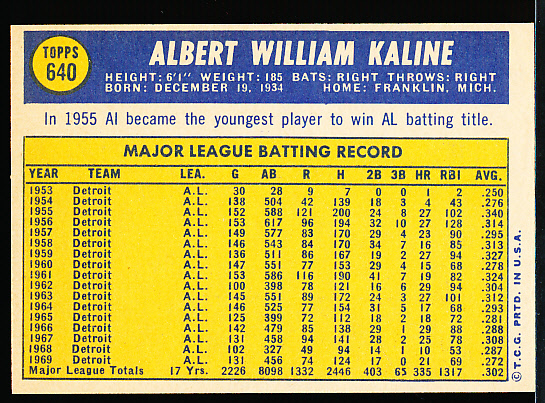 TOPPS
640
ALBERT WILLIAM KALINE
HEIGHT: 6'1" WEIGHT: 185 BATS: RIGHT THROWS: RIGHT
BORN: DECEMBER 19, 1934 HOME: FRANKLIN, MICH.
In 1955 Al became the youngest player to win AL batting title.
MAJOR LEAGUE BATTING RECORD
YEAR TEAM LEA. G AB R H 2B 3B HR RBI AVG.
1953 Detroit A.L. 30 28 9 7 0 0 1 2 .250
1954 Detroit A.L. 138 504 42 139 18 3 4 43 .276
1955 Detroit A.L. 152 588 121 200 24 8 27 102 .340
1956 Detroit A.L. 153 617 96 194 32 10 27 128 .314
1957 Detroit A.L. 149 577 83 170 29 4 23 90 .295
1958 Detroit A.L. 146 543 84 170 34 7 16 85 .313
1959 Detroit A.L. 136 511 86 167 19 2 27 94 .327
1960 Detroit A.L. 147 551 77 153 29 4 15 68 .278
1961 Detroit A.L. 153 586 116 190 41 7 19 82 .324
1962 Detroit A.L. 100 398 78 121 16 6 29 94 .304
1963 Detroit A.L. 145 551 89 172 24 3 27 101 .312
1964 Detroit A.L. 146 525 77 154 31 5 17 68 .293
1965 Detroit A.L. 125 399 72 112 18 2 18 72 .281
1966 Detroit A.L. 142 479 85 138 29 1 29 88 .288
1967 Detroit A.L. 131 458 94 141 28 2 25 78 .308
1968 Detroit A.L. 102 327 49 94 14 1 10 53 .287
1969 Detroit A.L. 131 456 74 124 17 0 21 69 .272
Major League Totals 17 Yrs. 2226 8098 1332 2446 403 65 335 1317 .302
© T.C.G. PRTD. IN U.S.A.